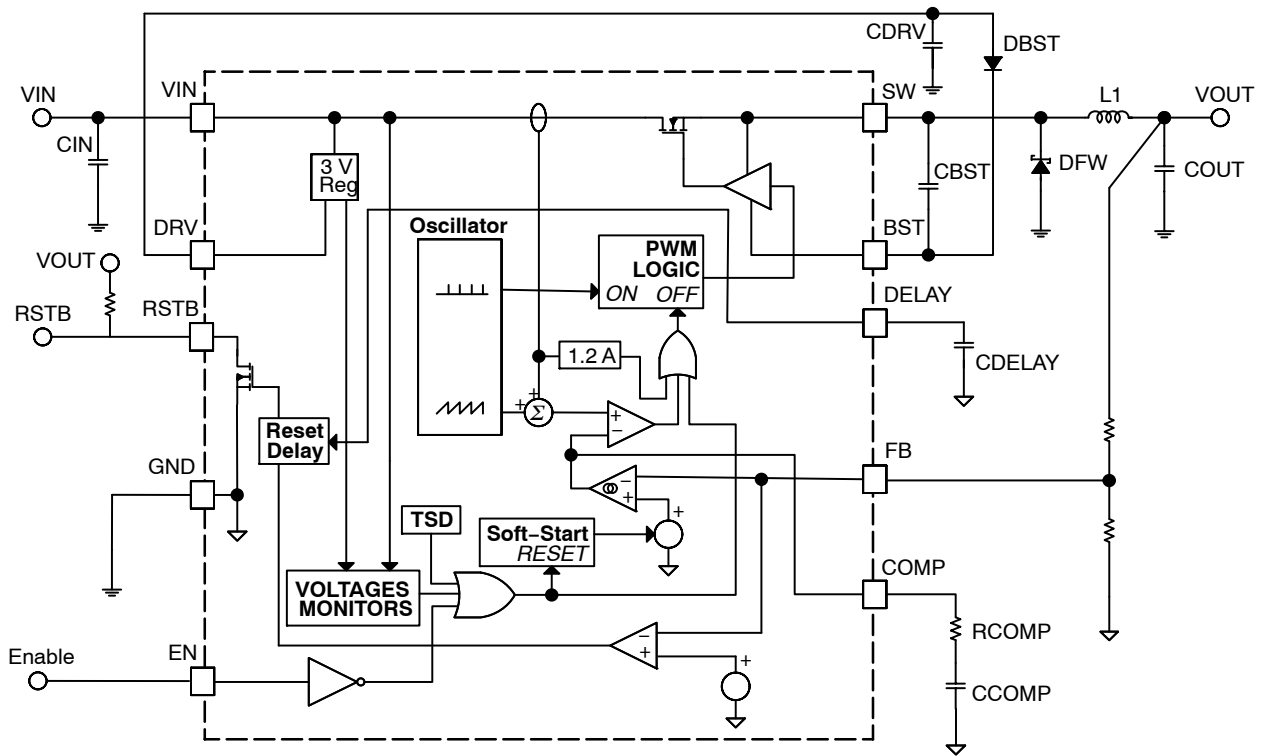 CDRV
DBST
VIN
VIN
SW
L1
VOUT
CIN
3 V
Reg
CBST
DFW
COUT
DRV
Oscillator
BST
VOUT
PWM
LOGIC
ON OFF
RSTB
RSTB
DELAY
1.2 A
CDELAY
+
+
Σ
+
−
Reset
Delay
GND
FB
−
+
+
TSD
Soft−Start
RESET
VOLTAGES
MONITORS
COMP
RCOMP
Enable
EN
−
+
+
CCOMP